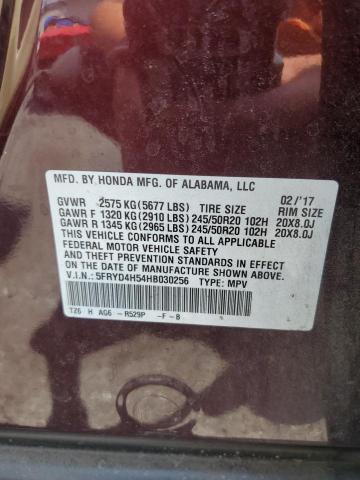 MFD. BY HONDA MFG. OF ALABAMA, LLC 02/'17
GVWR 2575 KG(5677 LBS) TIRE SIZE RIM SIZE
GAWR F 1320 KG(2910 LBS)245/50R20 102H 20X8.0J
GAWR R 1345 KG(2965 LBS)245/50R20 102H 20X8.0J
THIS VEHICLE CONFORMS TO ALL APPLICABLE
FEDERAL MOTOR VEHICLE SAFETY
AND THEFT PREVENTION STANDARDS IN EFFECT
ON THE DATE OF MANUFACTURE SHOWN ABOVE.
V.I.N.: 5FRYD4H54HB030256 TYPE: MPV
TZ6 H AG6 -R529P -F-B